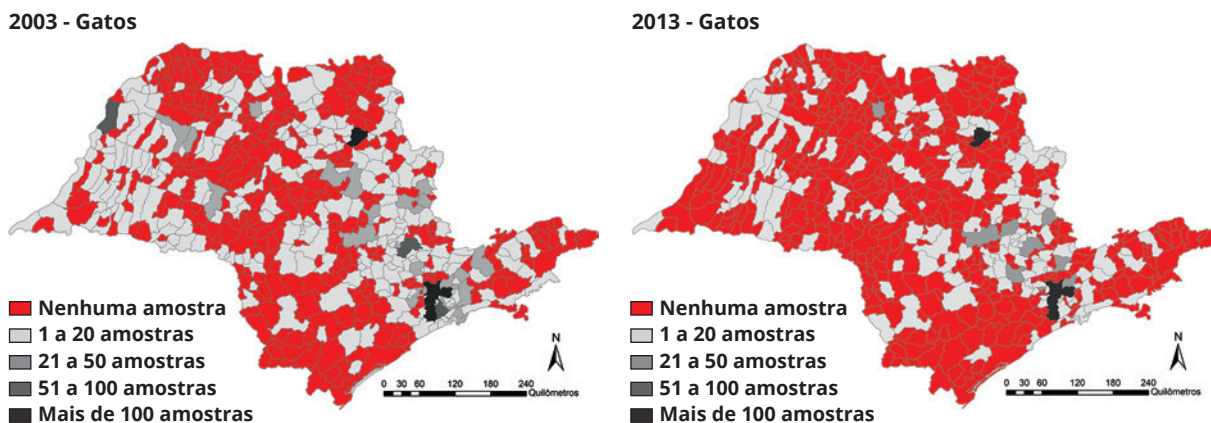 2003 - Gatos
Nenhuma amostra
1 a 20 amostras
21 a 50 amostras
51 a 100 amostras
Mais de 100 amostras
N
0 30 60 120 180 240
Quilômetros
2013 - Gatos
Nenhuma amostra
1 a 20 amostras
21 a 50 amostras
51 a 100 amostras
Mais de 100 amostras
N
0 30 60 120 180 240
Quilômetros